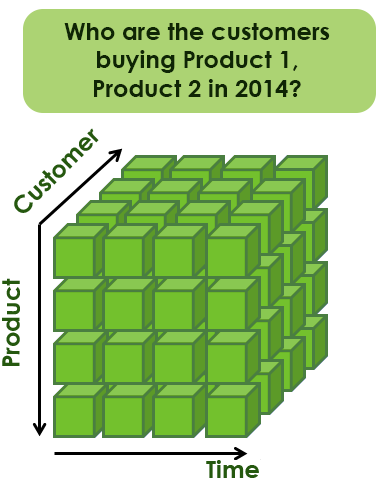 Who are the customers
buying Product 1,
Product 2 in 2014?
Customer
Product
Time